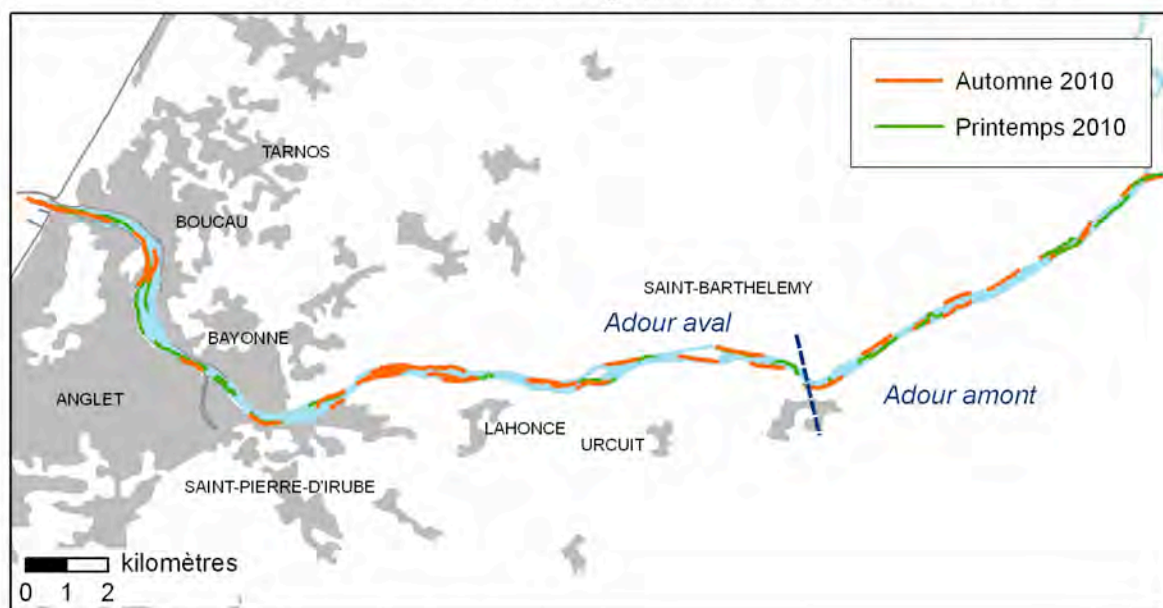 Automne 2010
Printemps 2010
TARNOS
BOUCAU
SAINT-BARTHELEMY
Adour aval
BAYONNE
ANGLET
Adour amont
LAHONCE
URCUIT
SAINT-PIERRE-D'IRUBE
kilomètres
0 1 2